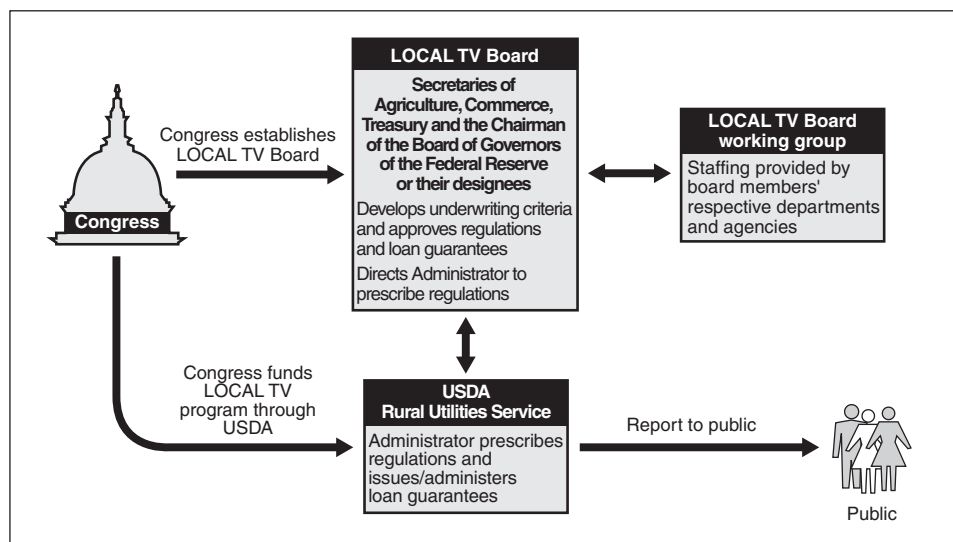 LOCAL TV Board
Secretaries of
Agriculture, Commerce,
Treasury and the Chairman
of the Board of Governors
of the Federal Reserve
or their designees
Develops underwriting criteria
and approves regulations
and loan guarantees
Directs Administrator to
prescribe regulations
Congress establishes
LOCAL TV Board
Congress
LOCAL TV Board
working group
Staffing provided by
board members'
respective departments
and agencies
Congress funds
LOCAL TV
program through
USDA
USDA
Rural Utilities Service
Administrator prescribes
regulations and
issues/administers
loan guarantees
Report to public
Public